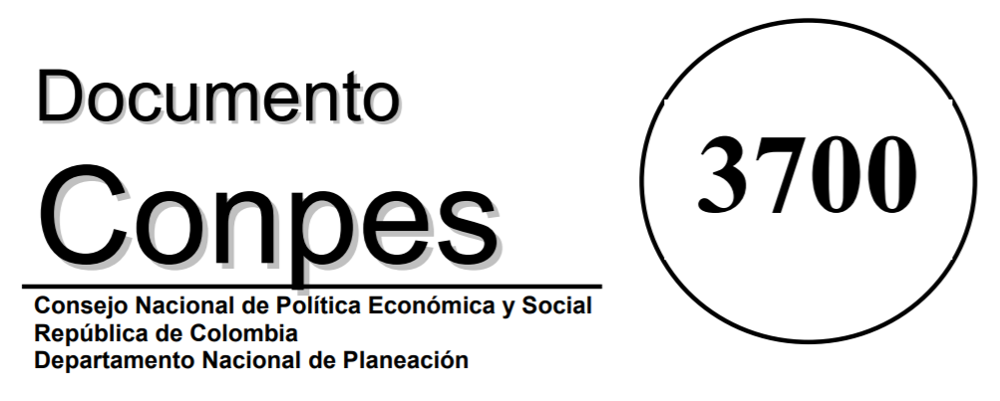 Documento
Conpes
3700
Consejo Nacional de Política Económica y Social
República de Colombia
Departamento Nacional de Planeación